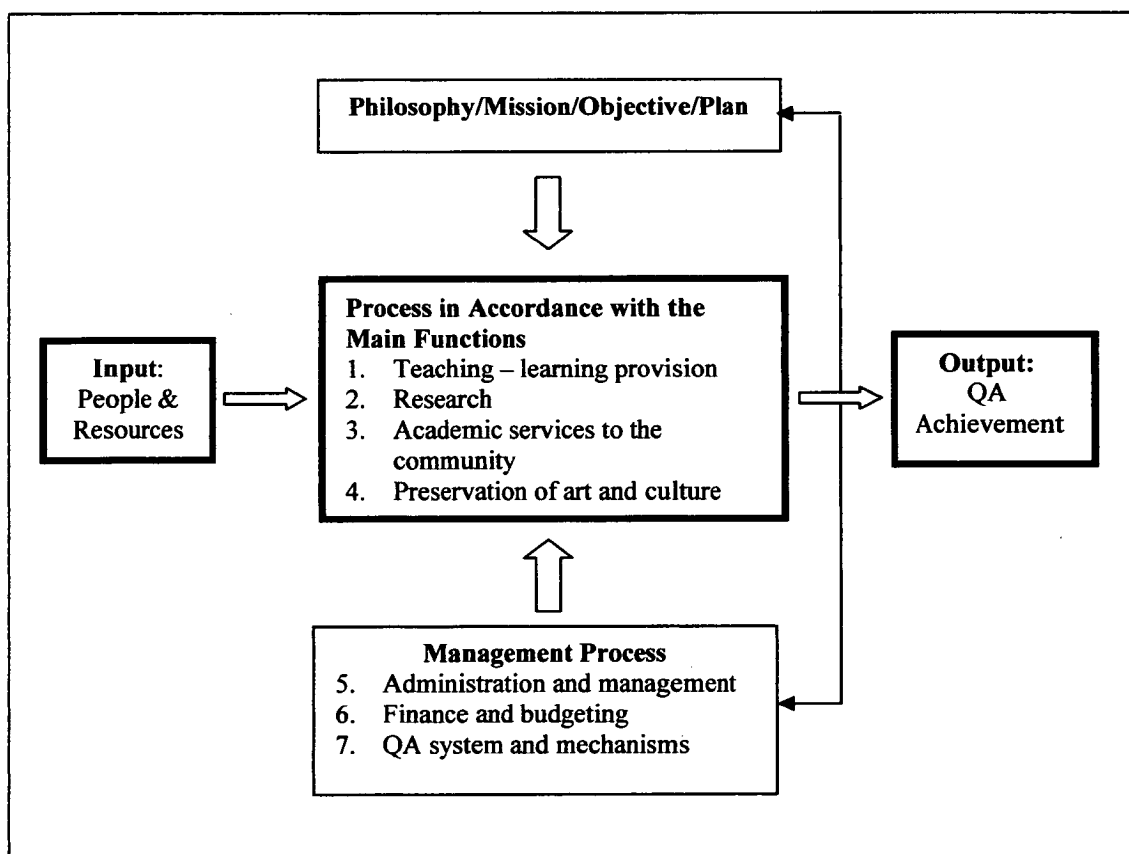 Philosophy/Mission/Objective/Plan
Input:
People &
Resources
Process in Accordance with the
Main Functions
1. Teaching – learning provision
2. Research
3. Academic services to the
community
4. Preservation of art and culture
Output:
QA
Achievement
Management Process
5. Administration and management
6. Finance and budgeting
7. QA system and mechanisms